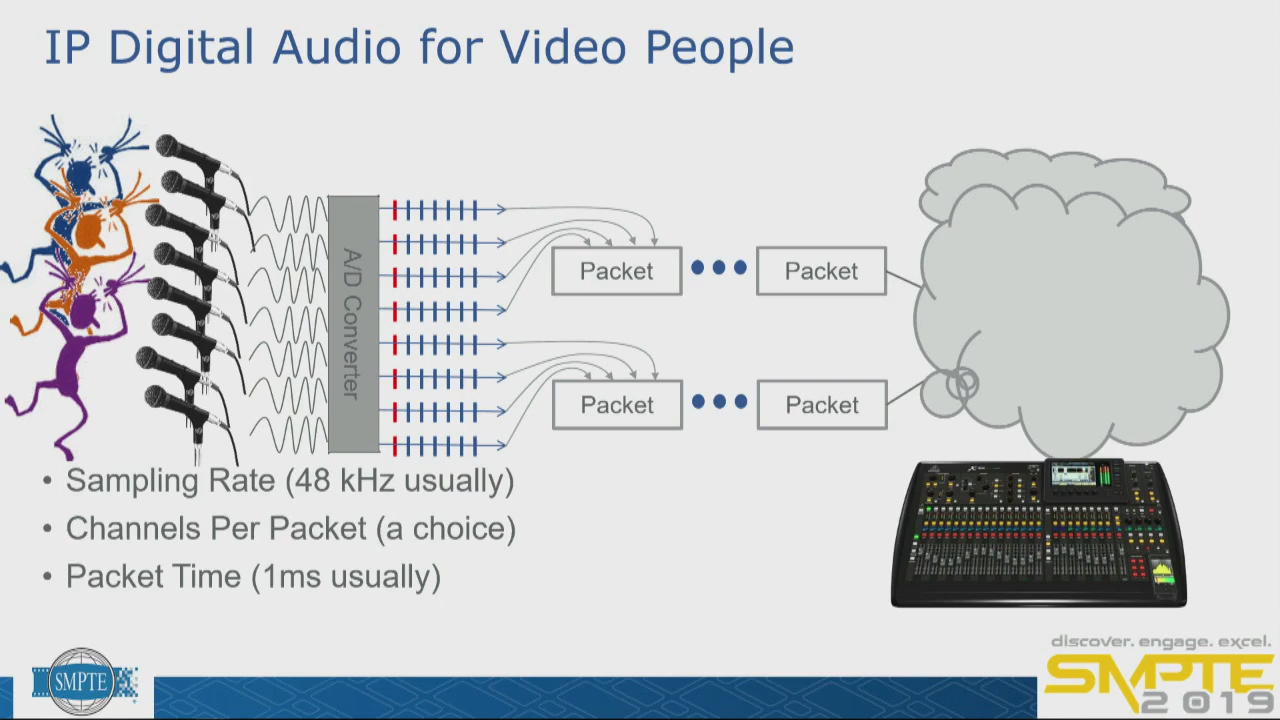 IP Digital Audio for Video People
A/D Converter
Packet
Packet
Packet
Packet
• Sampling Rate (48 kHz usually)
• Channels Per Packet (a choice)
• Packet Time (1ms usually)
SMPTE
discover. engage. excel.
SMPTE
2019